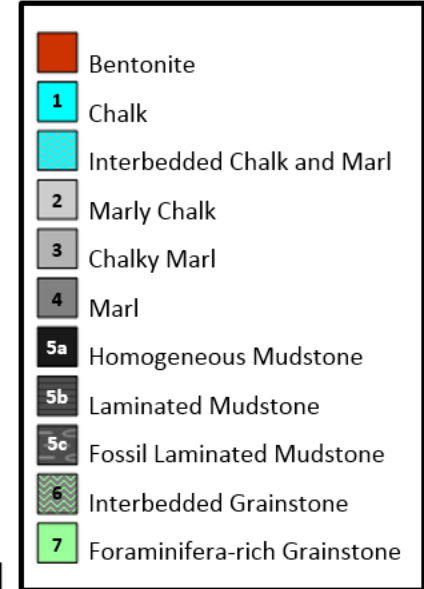 Bentonite
1 Chalk
Interbedded Chalk and Marl
2 Marly Chalk
3 Chalky Marl
4 Marl
5a Homogeneous Mudstone
5b Laminated Mudstone
5c Fossil Laminated Mudstone
6 Interbedded Grainstone
7 Foraminifera-rich Grainstone